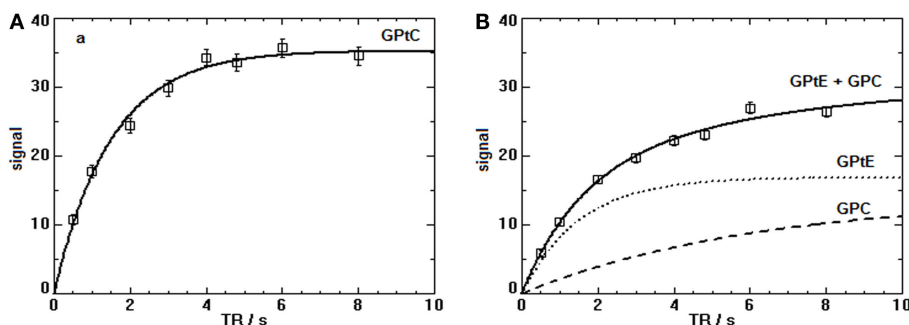 A
a
GPtC
signal
40
30
20
10
0
0 2 4 6 8 10
TR / s
B
GPtE + GPC
GPtE
GPC
signal
40
30
20
10
0
0 2 4 6 8 10
TR / s